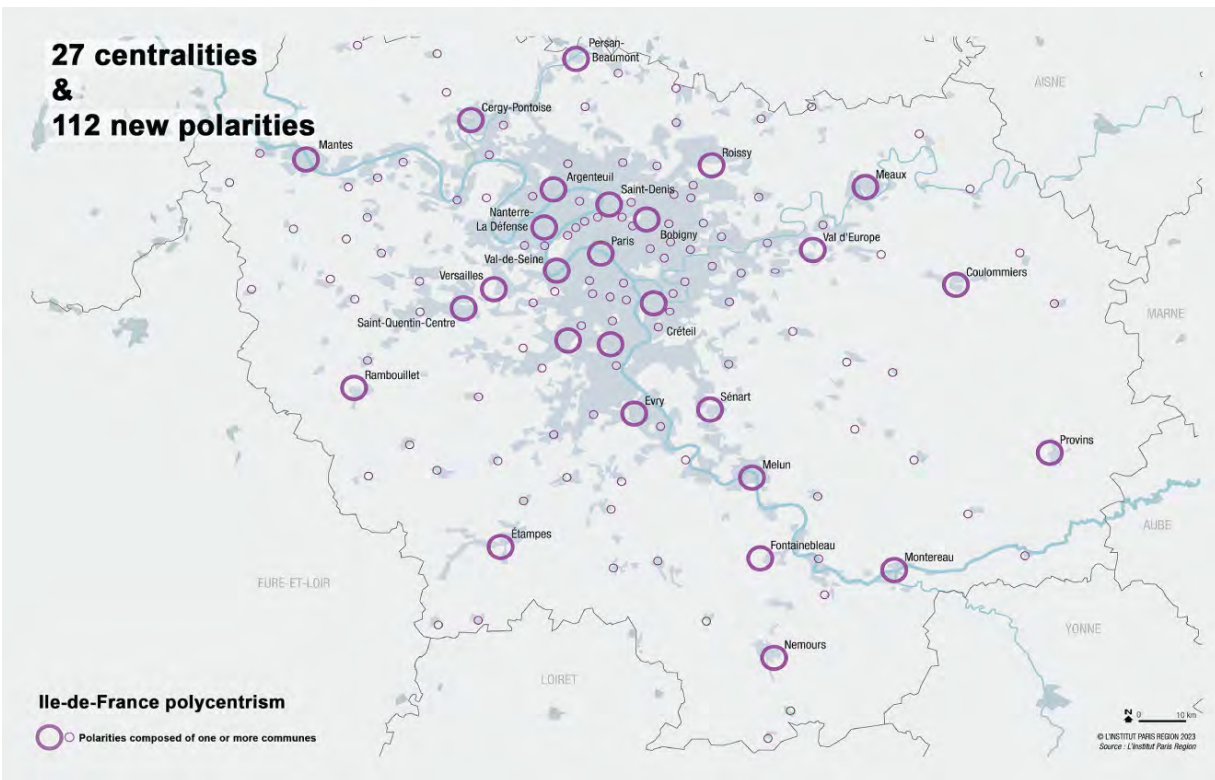 27 centralities
&
112 new polarities
Persan-
Beaumont
AISNE
Cergy-Pontoise
Mantes
Roissy
Meaux
Argenteuil
Saint-Denis
Nanterre-
La Défense
Bobigny
Paris
Val d'Europe
Val-de-Seine
Versailles
Coulommiers
Saint-Quentin-Centre
Créteil
MARNE
Rambouillet
Evry
Sénart
Provins
Melun
Étampes
Fontainebleau
Montereau
AUBE
EURE-ET-LOIR
YONNE
Nemours
LOIRET
Ile-de-France polycentrism
Polarities composed of one or more communes
N
0 10 km
© L'INSTITUT PARIS REGION 2023
Source : L'Institut Paris Region